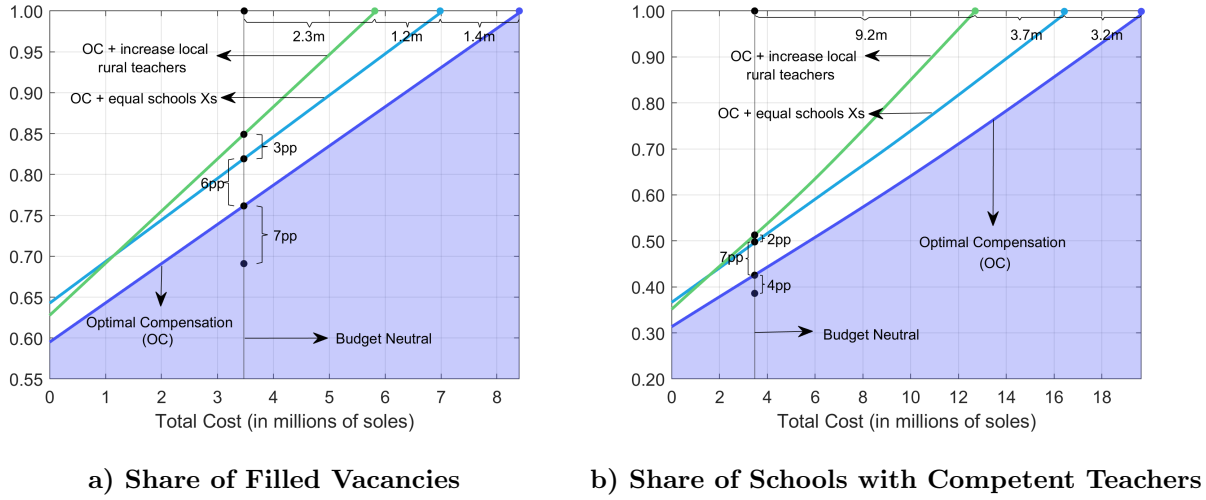 1.00
0.95
0.90
0.85
0.80
0.75
0.70
0.65
0.60
0.55
2.3m
1.2m
1.4m
OC + increase local
rural teachers
OC + equal schools Xs
3pp
6pp
7pp
Optimal Compensation
(OC)
Budget Neutral
0 1 2 3 4 5 6 7 8
Total Cost (in millions of soles)
a) Share of Filled Vacancies
1.00
0.90
0.80
0.70
0.60
0.50
0.40
0.30
0.20
9.2m
3.7m
3.2m
OC + increase local
rural teachers
OC + equal schools Xs
2pp
7pp
4pp
Optimal Compensation
(OC)
Budget Neutral
0 2 4 6 8 10 12 14 16 18
Total Cost (in millions of soles)
b) Share of Schools with Competent Teachers